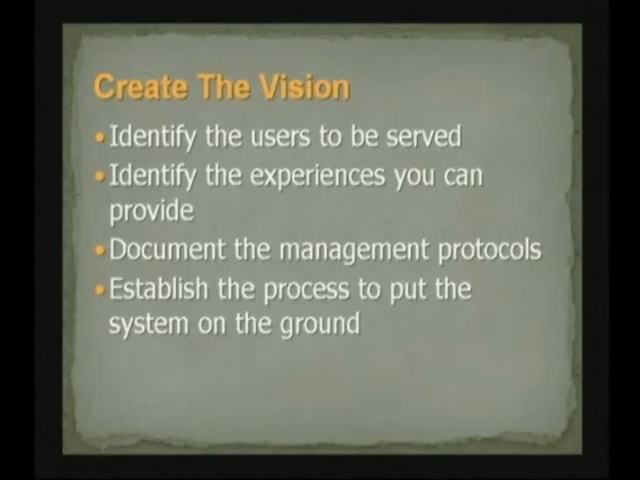 Create The Vision
•Identify the users to be served
•Identify the experiences you can
provide
•Document the management protocols
•Establish the process to put the
system on the ground